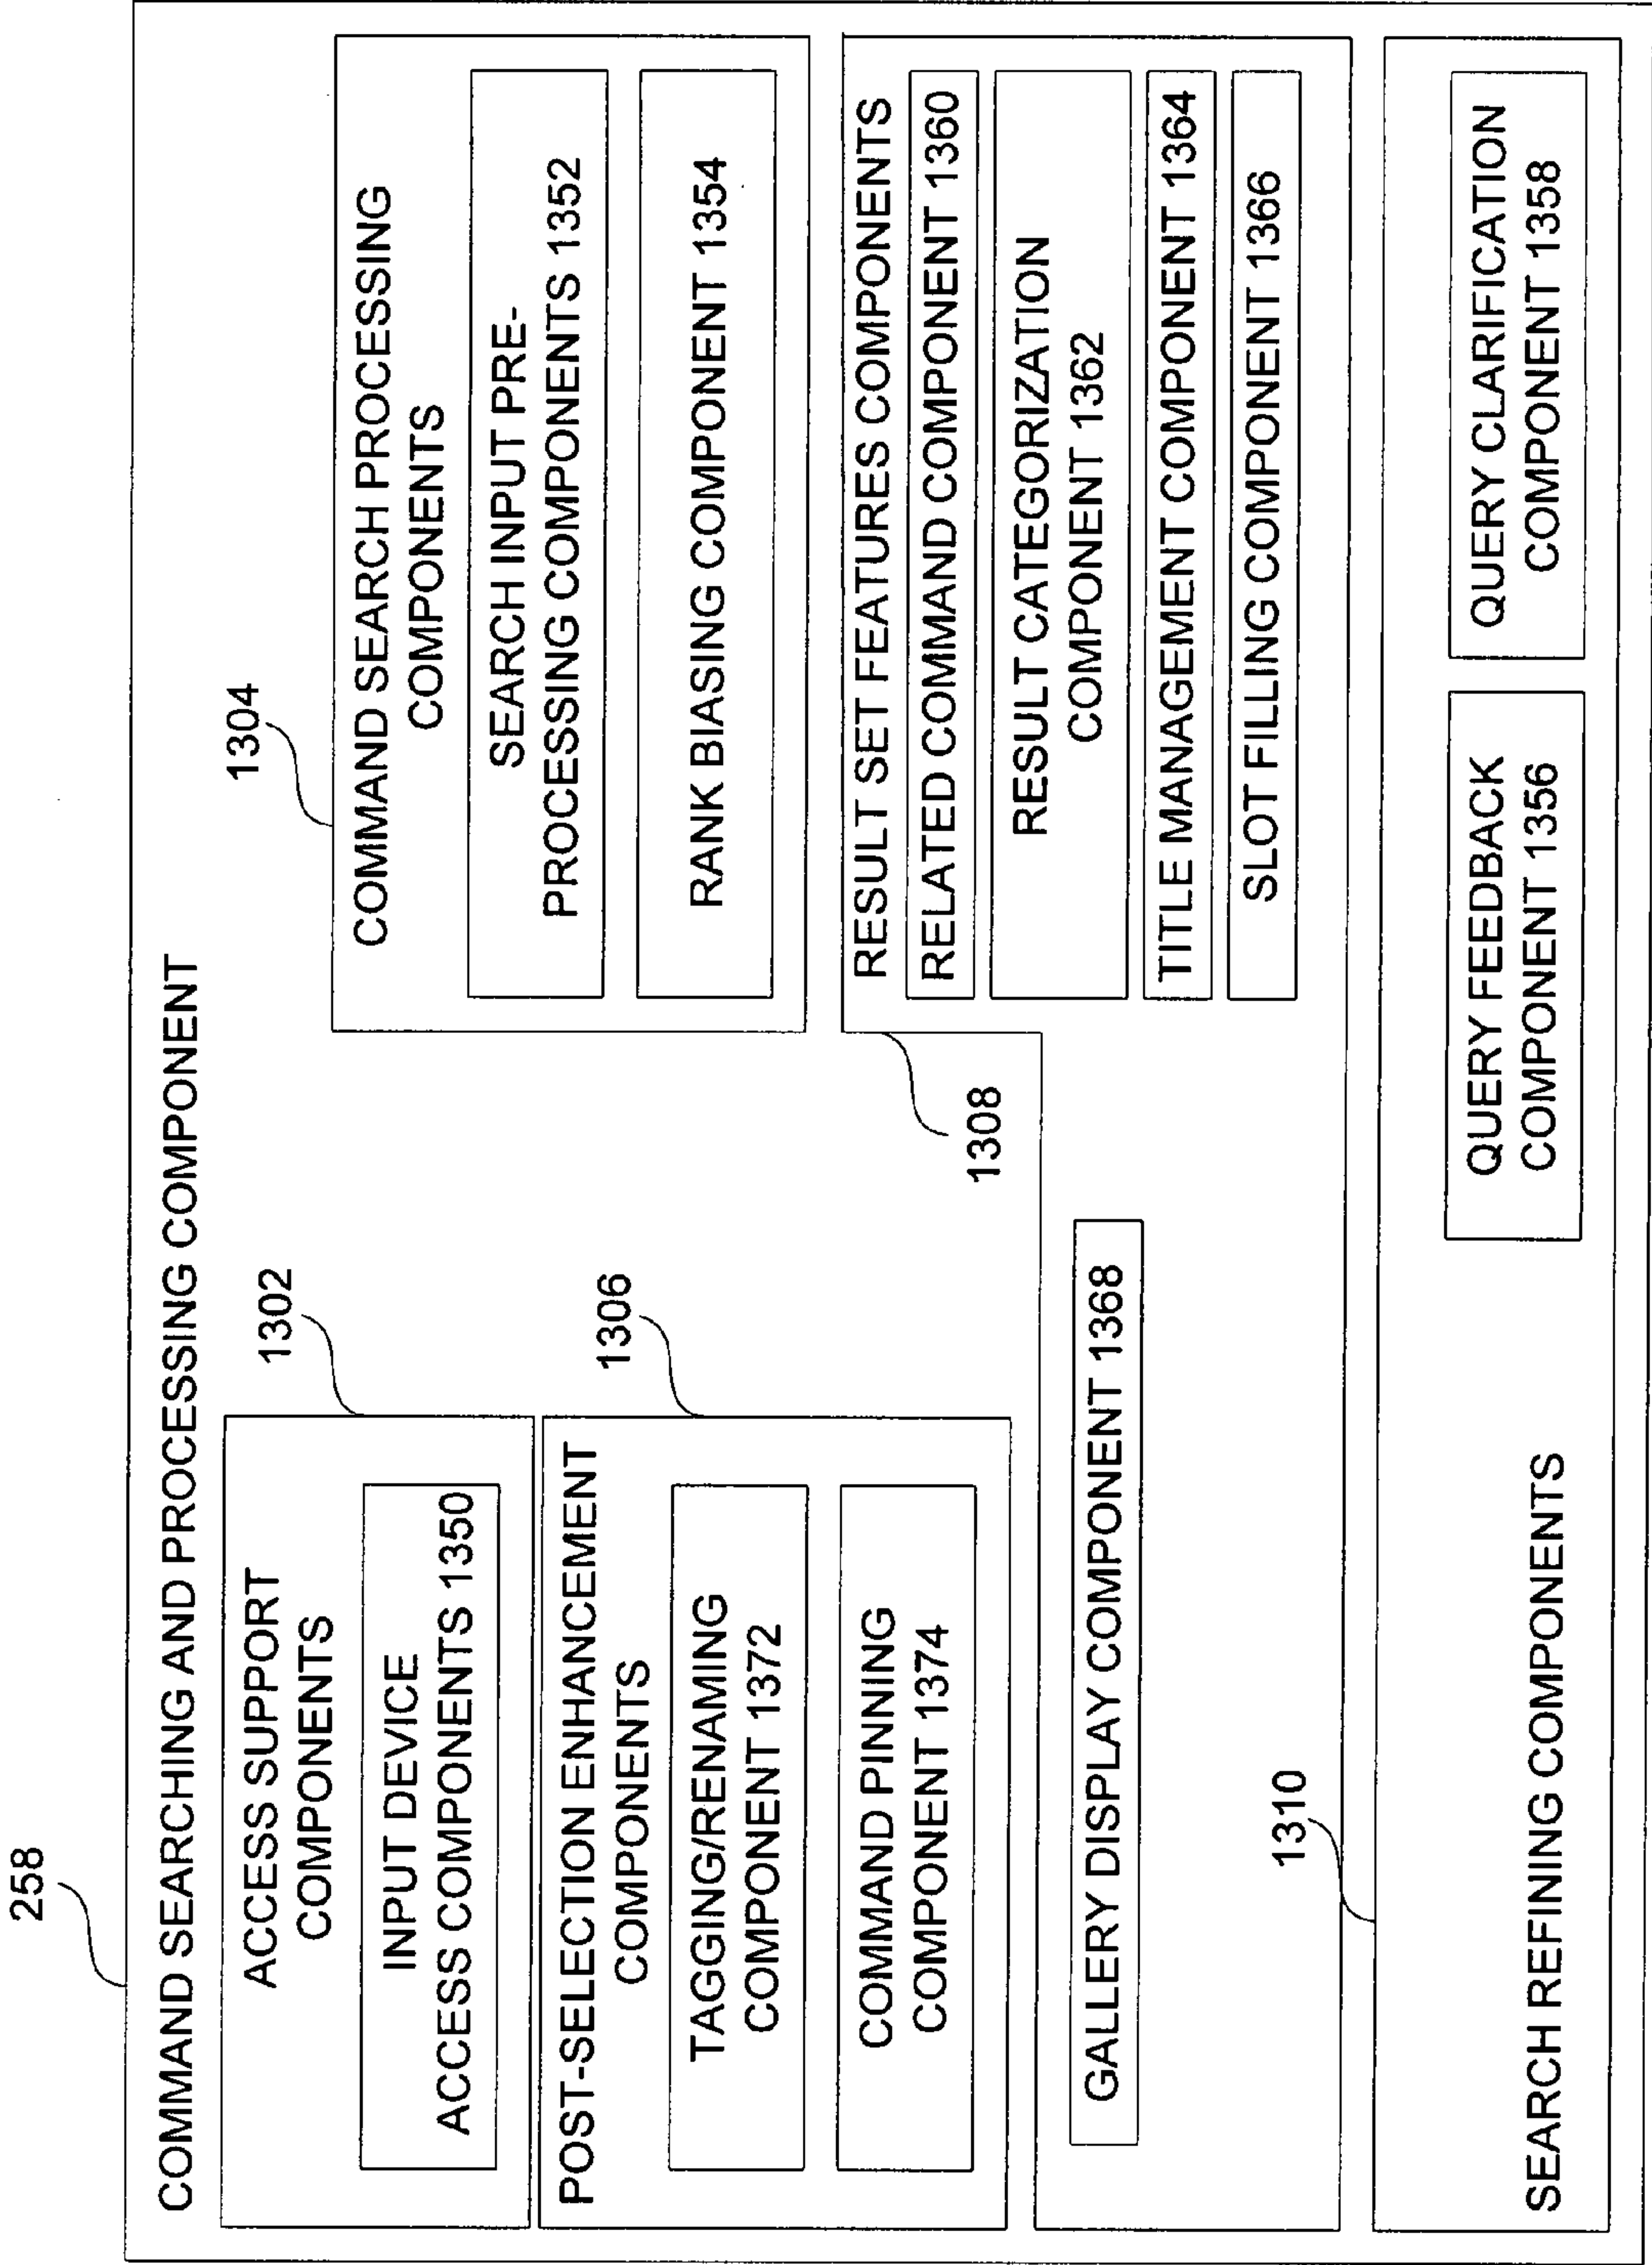 258
COMMAND SEARCHING AND PROCESSING COMPONENT
1302
ACCESS SUPPORT
COMPONENTS
INPUT DEVICE
ACCESS COMPONENTS 1350
1304
COMMAND SEARCH PROCESSING
COMPONENTS
SEARCH INPUT PRE-
PROCESSING COMPONENTS 1352
RANK BIASING COMPONENT 1354
1306
POST-SELECTION ENHANCEMENT
COMPONENTS
TAGGING/RENAMING
COMPONENT 1372
COMMAND PINNING
COMPONENT 1374
1308
RESULT SET FEATURES COMPONENTS
RELATED COMMAND COMPONENT 1360
RESULT CATEGORIZATION
COMPONENT 1362
TITLE MANAGEMENT COMPONENT 1364
SLOT FILLING COMPONENT 1366
GALLERY DISPLAY COMPONENT 1368
1310
SEARCH REFINING COMPONENTS
QUERY FEEDBACK
COMPONENT 1356
QUERY CLARIFICATION
COMPONENT 1358